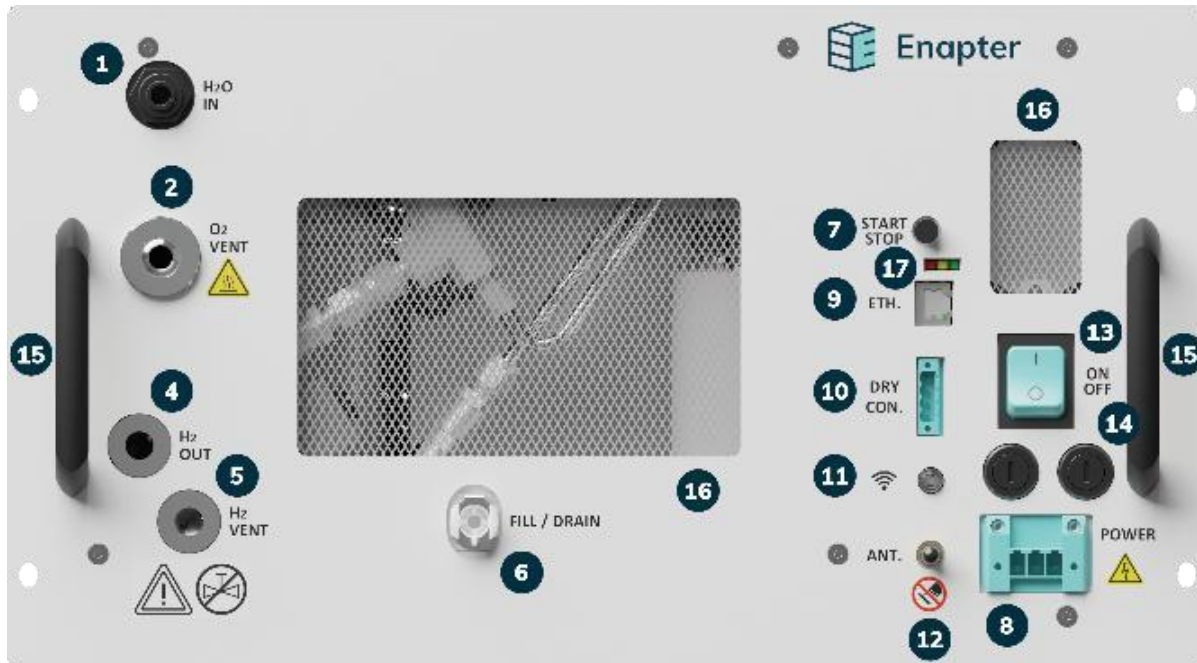 Enapter
1
H2O
IN
16
2
O2
VENT
7
START
STOP
17
9
ETH.
13
ON
OFF
15
15
4
H2
OUT
10
DRY
CON.
14
5
H2
VENT
16
11
FILL / DRAIN
6
ANT.
POWER
12
8